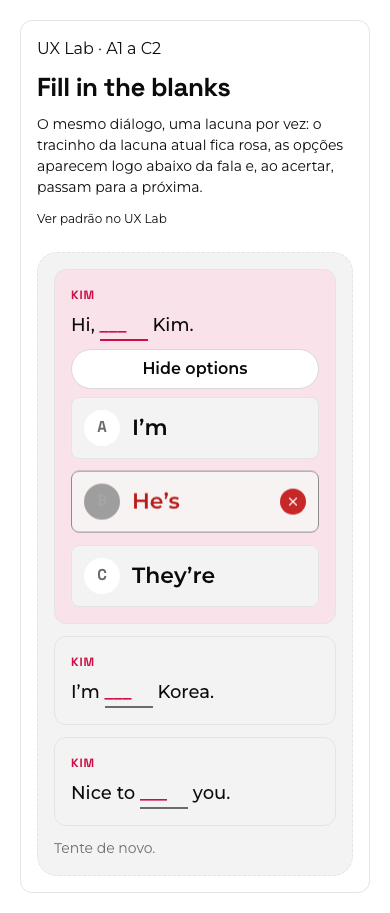 UX Lab · A1 a C2
Fill in the blanks
O mesmo diálogo, uma lacuna por vez: o
tracinho da lacuna atual fica rosa, as opções
aparecem logo abaixo da fala e, ao acertar,
passam para a próxima.
Ver padrão no UX Lab
KIM
Hi, ___ Kim.
Hide options
A I’m
B He’s
C They’re
KIM
I’m ___ Korea.
KIM
Nice to ___ you.
Tente de novo.